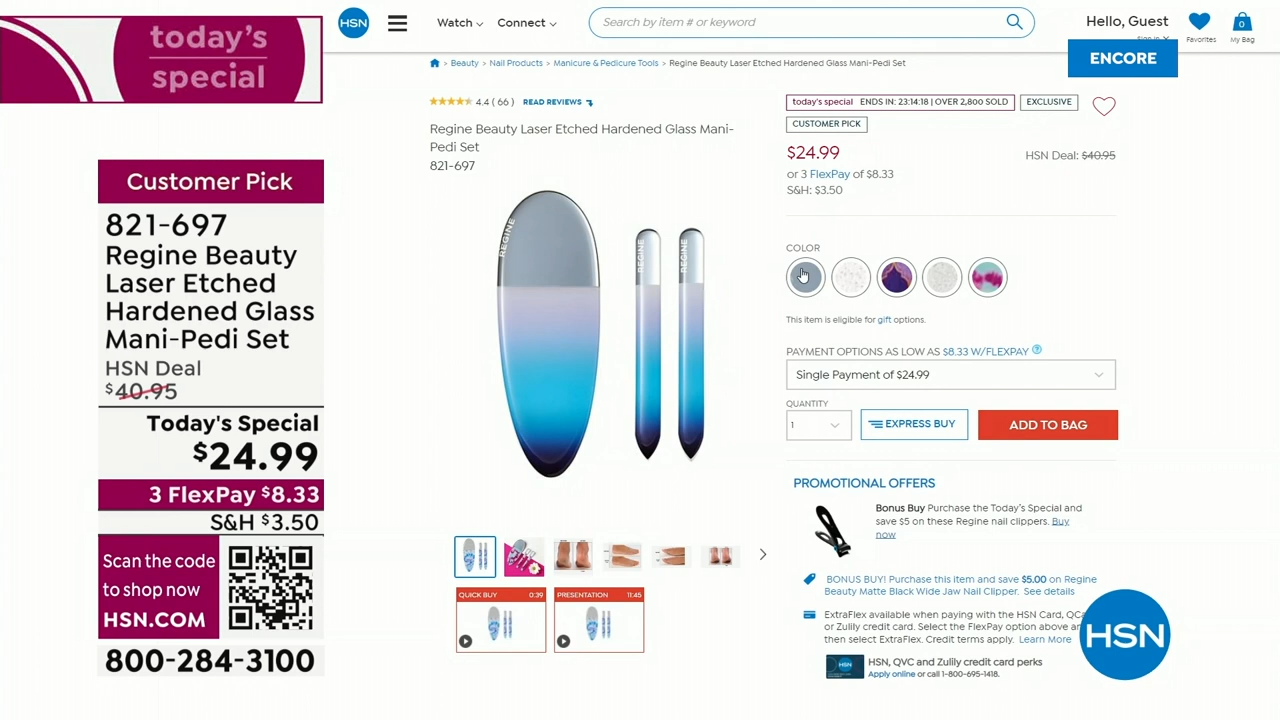 today's
special
Customer Pick
821-697
Regine Beauty
Laser Etched
Hardened Glass
Mani-Pedi Set
HSN Deal
$40.95
Today's Special
$24.99
3 FlexPay $8.33
S&H $3.50
Scan the code
to shop now
HSN.COM
800-284-3100
HSN
Watch
Connect
Search by item # or keyword
Hello, Guest
Sign In
Favorites
0
My Bag
ENCORE
> Beauty > Nail Products > Manicure & Pedicure Tools > Regine Beauty Laser Etched Hardened Glass Mani-Pedi Set
4.4 ( 66 ) READ REVIEWS
Regine Beauty Laser Etched Hardened Glass Mani-
Pedi Set
821-697
REGINE
REGINE
REGINE
QUICK BUY 0:39
PRESENTATION 11:45
today's special ENDS IN: 23:14:18 | OVER 2,800 SOLD
EXCLUSIVE
CUSTOMER PICK
$24.99
HSN Deal: $40.95
or 3 FlexPay of $8.33
S&H: $3.50
COLOR
This item is eligible for gift options.
PAYMENT OPTIONS AS LOW AS $8.33 W/FLEXPAY ?
Single Payment of $24.99
QUANTITY
1
EXPRESS BUY
ADD TO BAG
PROMOTIONAL OFFERS
Bonus Buy Purchase the Today's Special and
save $5 on these Regine nail clippers. Buy
now
BONUS BUY! Purchase this item and save $5.00 on Regine
Beauty Matte Black Wide Jaw Nail Clipper. See details
ExtraFlex available when paying with the HSN Card, QC
or Zulily credit card. Select the FlexPay option above a
then select ExtraFlex. Credit terms apply. Learn More
HSN
HSN, QVC and Zulily credit card perks
Apply online or call 1-800-695-1418.
HSN